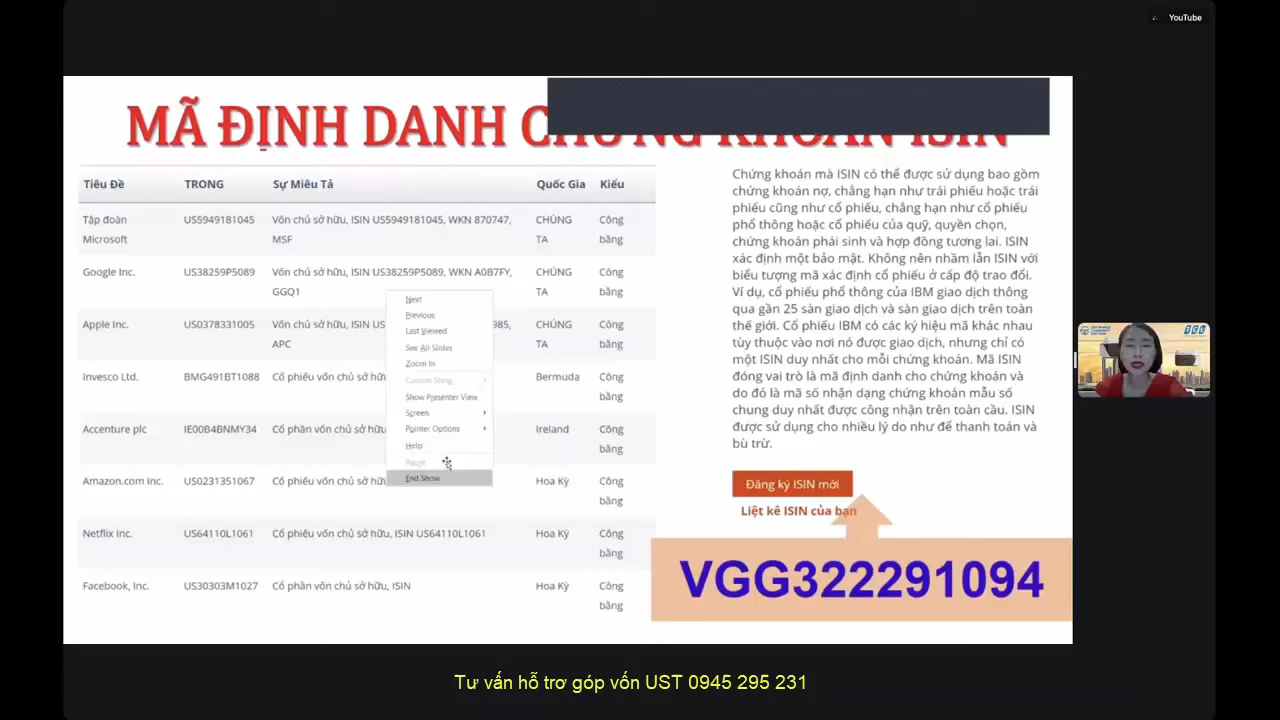 YouTube
MÃ ĐỊNH DANH CHỨNG KHOÁN ISIN
Tiêu Đề TRONG Sự Miêu Tả Quốc Gia Kiểu
Tập đoàn US5949181045 Vốn chủ sở hữu, ISIN US5949181045, WKN 870747, CHÚNG Công
Microsoft MSF TA bằng
Google Inc. US38259P5089 Vốn chủ sở hữu, ISIN US38259P5089, WKN A0B7FY, CHÚNG Công
GGQ1 TA bằng
Apple Inc. US0378331005 Vốn chủ sở hữu, ISIN US 985, CHÚNG Công
APC TA bằng
Invesco Ltd. BMG491BT1088 Cổ phiếu vốn chủ sở hữ Bermuda Công
bằng
Accenture plc IE00B4BNMY34 Cổ phần vốn chủ sở hữu Ireland Công
bằng
Amazon.com Inc. US0231351067 Cổ phiếu vốn chủ sở hữ Hoa Kỳ Công
bằng
Netflix Inc. US64110L1061 Cổ phiếu vốn chủ sở hữu, ISIN US64110L1061 Hoa Kỳ Công
bằng
Facebook, Inc. US30303M1027 Cổ phần vốn chủ sở hữu, ISIN Hoa Kỳ Công
bằng
Next
Previous
Last Viewed
See All Slides
Zoom In
Custom Show
Show Presenter View
Screen
Pointer Options
Help
Pause
End Show
Chứng khoán mà ISIN có thể được sử dụng bao gồm
chứng khoán nợ, chẳng hạn như trái phiếu hoặc trái
phiếu cũng như cổ phiếu, chẳng hạn như cổ phiếu
phổ thông hoặc cổ phiếu của quỹ, quyền chọn,
chứng khoán phái sinh và hợp đồng tương lai. ISIN
xác định một bảo mật. Không nên nhầm lẫn ISIN với
biểu tượng mã xác định cổ phiếu ở cấp độ trao đổi.
Ví dụ, cổ phiếu phổ thông của IBM giao dịch thông
qua gần 25 sàn giao dịch và sàn giao dịch trên toàn
thế giới. Cổ phiếu IBM có các ký hiệu mã khác nhau
tùy thuộc vào nơi nó được giao dịch, nhưng chỉ có
một ISIN duy nhất cho mỗi chứng khoán. Mã ISIN
đóng vai trò là mã định danh cho chứng khoán và
do đó là mã số nhận dạng chứng khoán mẫu số
chung duy nhất được công nhận trên toàn cầu. ISIN
được sử dụng cho nhiều lý do như để thanh toán và
bù trừ.
Đăng ký ISIN mới
Liệt kê ISIN của bạn
VGG322291094
TCL
Tư vấn hỗ trơ góp vốn UST 0945 295 231